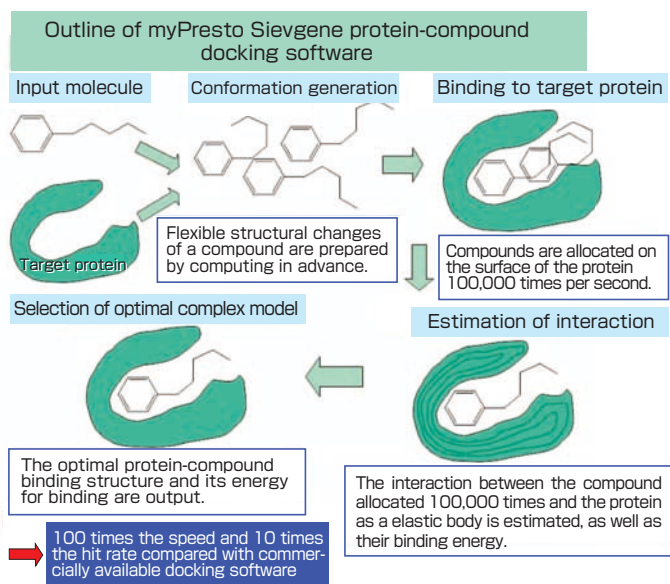 Outline of myPresto Sievgene protein-compound
docking software
Input molecule
Conformation generation
Binding to target protein
Target protein
Flexible structural changes
of a compound are prepared
by computing in advance.
Compounds are allocated on
the surface of the protein
100,000 times per second.
Selection of optimal complex model
Estimation of interaction
The optimal protein-compound
binding structure and its energy
for binding are output.
The interaction between the compound
allocated 100,000 times and the protein
as a elastic body is estimated, as well as
their binding energy.
100 times the speed and 10 times
the hit rate compared with commer-
cially available docking software